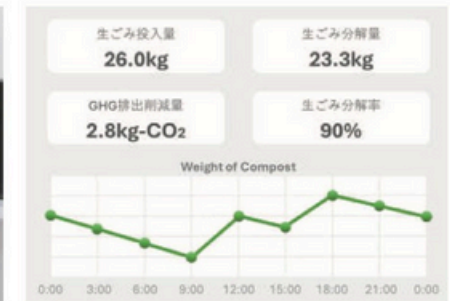 生ごみ投入量 生ごみ分解量
26.0kg 23.3kg
GHG排出削減量 生ごみ分解率
2.8kg-CO₂ 90%
Weight of Compost
0:00 3:00 6:00 9:00 12:00 15:00 18:00 21:00 0:00